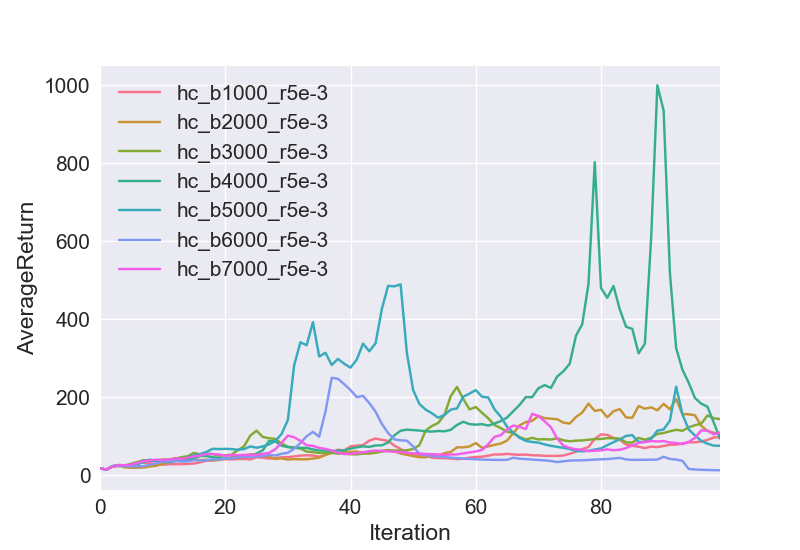 1000
800
600
400
200
0
AverageReturn
hc_b1000_r5e-3
hc_b2000_r5e-3
hc_b3000_r5e-3
hc_b4000_r5e-3
hc_b5000_r5e-3
hc_b6000_r5e-3
hc_b7000_r5e-3
0 20 40 60 80
Iteration